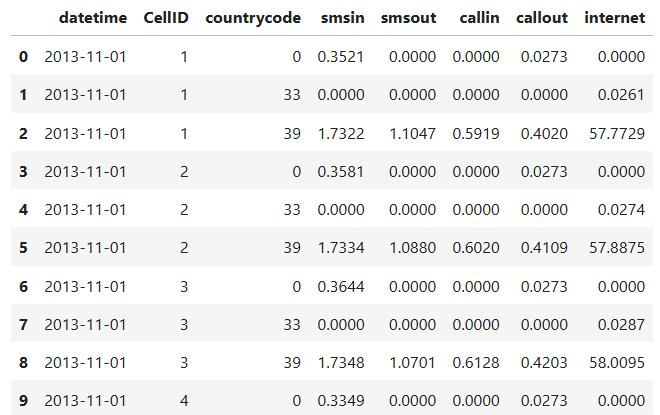 datetime CellID countrycode smsin smsout callin callout internet
0 2013-11-01 1 0 0.3521 0.0000 0.0000 0.0273 0.0000
1 2013-11-01 1 33 0.0000 0.0000 0.0000 0.0000 0.0261
2 2013-11-01 1 39 1.7322 1.1047 0.5919 0.4020 57.7729
3 2013-11-01 2 0 0.3581 0.0000 0.0000 0.0273 0.0000
4 2013-11-01 2 33 0.0000 0.0000 0.0000 0.0000 0.0274
5 2013-11-01 2 39 1.7334 1.0880 0.6020 0.4109 57.8875
6 2013-11-01 3 0 0.3644 0.0000 0.0000 0.0273 0.0000
7 2013-11-01 3 33 0.0000 0.0000 0.0000 0.0000 0.0287
8 2013-11-01 3 39 1.7348 1.0701 0.6128 0.4203 58.0095
9 2013-11-01 4 0 0.3349 0.0000 0.0000 0.0273 0.0000